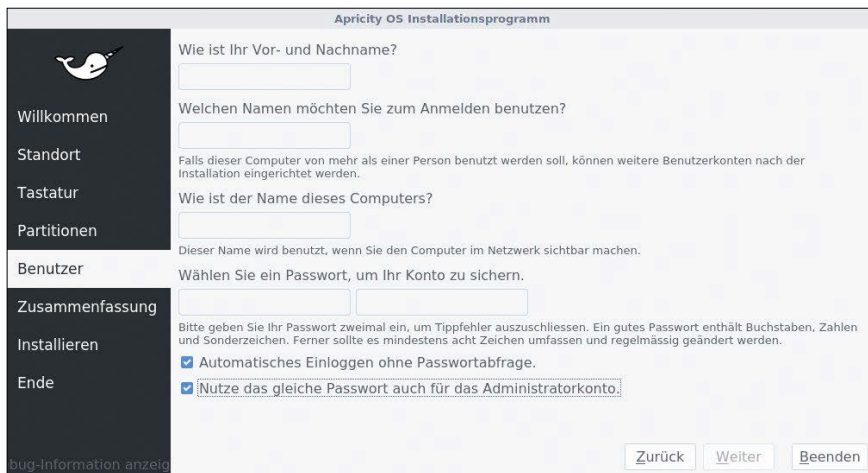 Apricity OS Installationsprogramm
Willkommen
Standort
Tastatur
Partitionen
Benutzer
Zusammenfassung
Installieren
Ende
bug-Information anzeig
Wie ist Ihr Vor- und Nachname?
Welchen Namen möchten Sie zum Anmelden benutzen?
Falls dieser Computer von mehr als einer Person benutzt werden soll, können weitere Benutzerkonten nach der
Installation eingerichtet werden.
Wie ist der Name dieses Computers?
Dieser Name wird benutzt, wenn Sie den Computer im Netzwerk sichtbar machen.
Wählen Sie ein Passwort, um Ihr Konto zu sichern.
Bitte geben Sie Ihr Passwort zweimal ein, um Tippfehler auszuschliessen. Ein gutes Passwort enthält Buchstaben, Zahlen
und Sonderzeichen. Ferner sollte es mindestens acht Zeichen umfassen und regelmässig geändert werden.
Automatisches Einloggen ohne Passwortabfrage.
Nutze das gleiche Passwort auch für das Administratorkonto.
Zurück
Weiter
Beenden